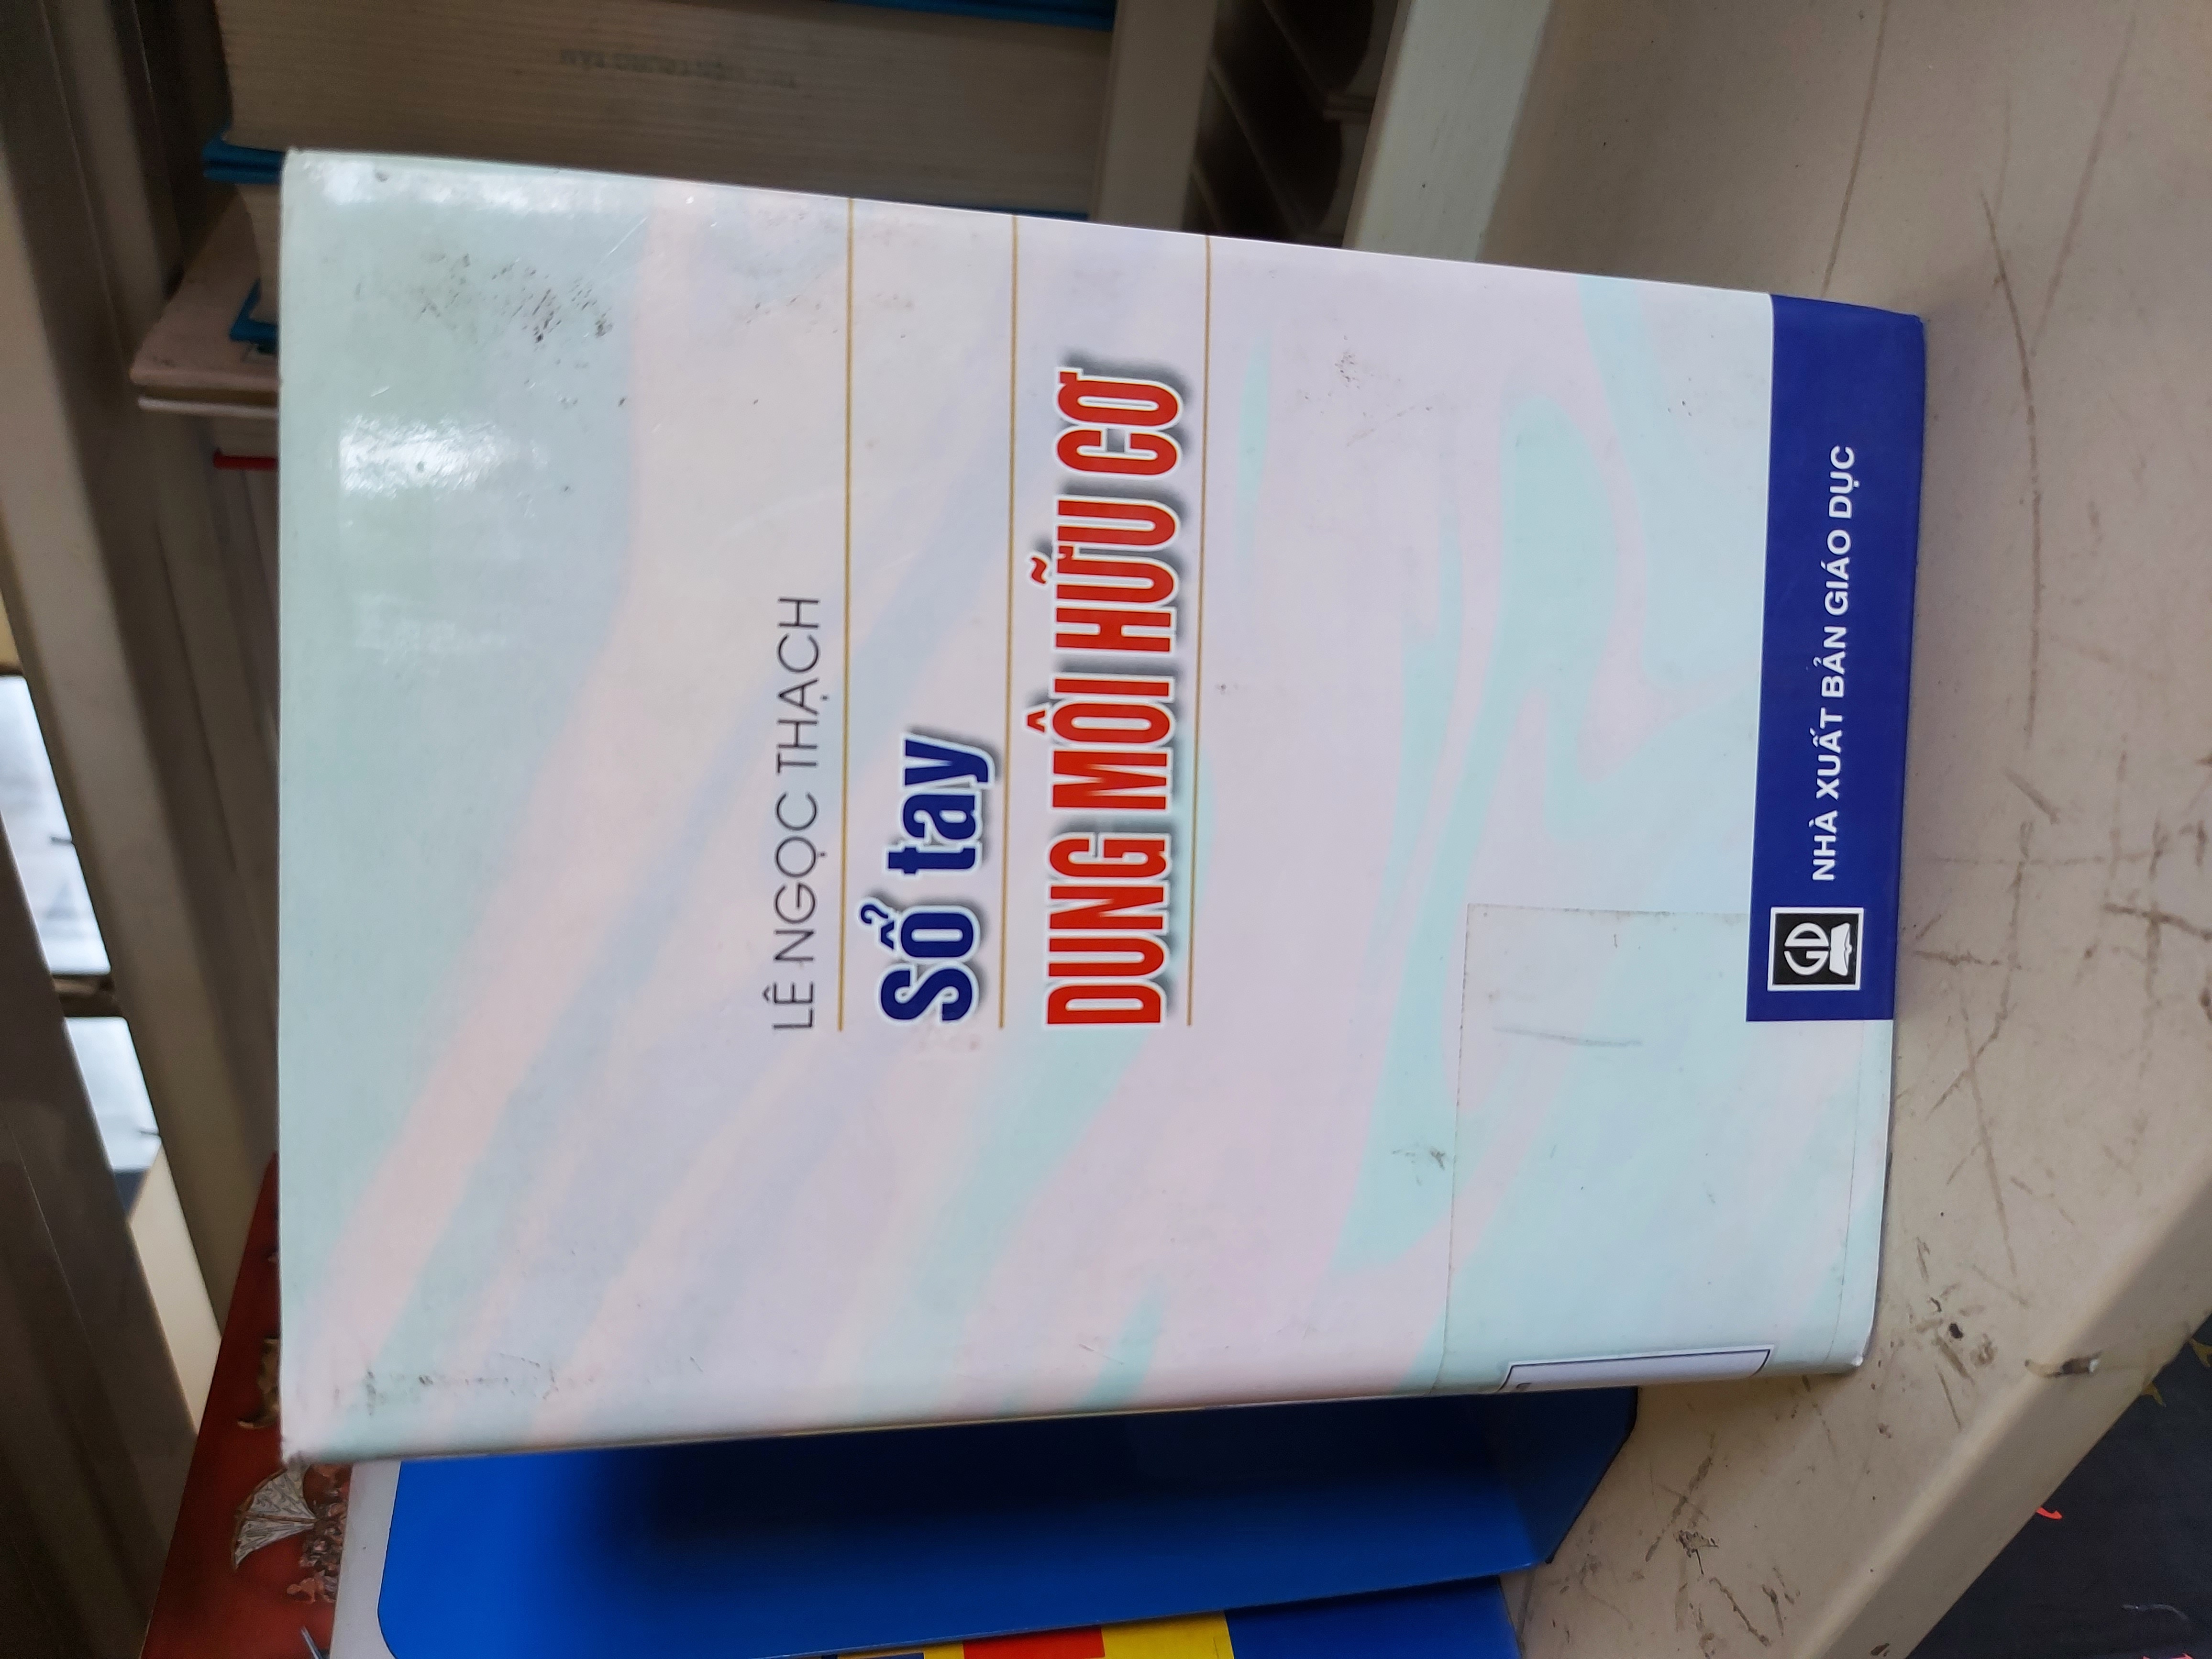 LÊ NGỌC THẠCH
Sổ tay
DUNG MÔI HỮU CƠ
GD
NHÀ XUẤT BẢN GIÁO DỤC